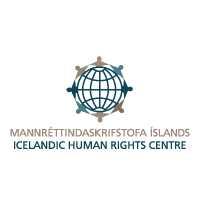 MANNRÉTTINDASKRIFSTOFA ÍSLANDS
ICELANDIC HUMAN RIGHTS CENTRE